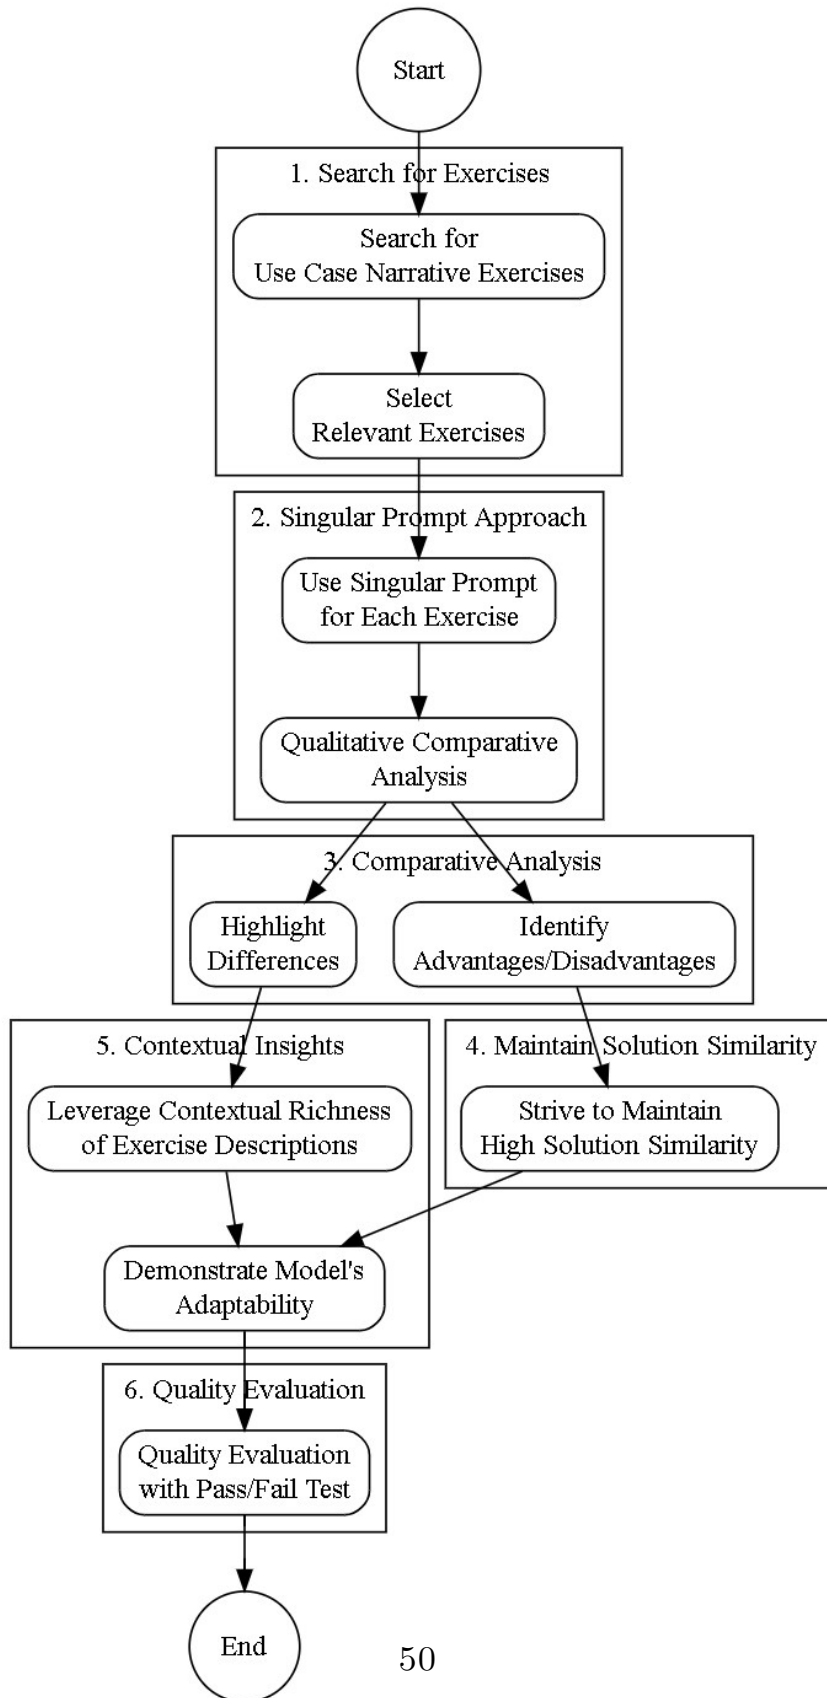 Start
1. Search for Exercises
Search for
Use Case Narrative Exercises
Select
Relevant Exercises
2. Singular Prompt Approach
Use Singular Prompt
for Each Exercise
Qualitative Comparative
Analysis
3. Comparative Analysis
Highlight
Differences
Identify
Advantages/Disadvantages
5. Contextual Insights
Leverage Contextual Richness
of Exercise Descriptions
4. Maintain Solution Similarity
Strive to Maintain
High Solution Similarity
Demonstrate Model's
Adaptability
6. Quality Evaluation
Quality Evaluation
with Pass/Fail Test
End
50